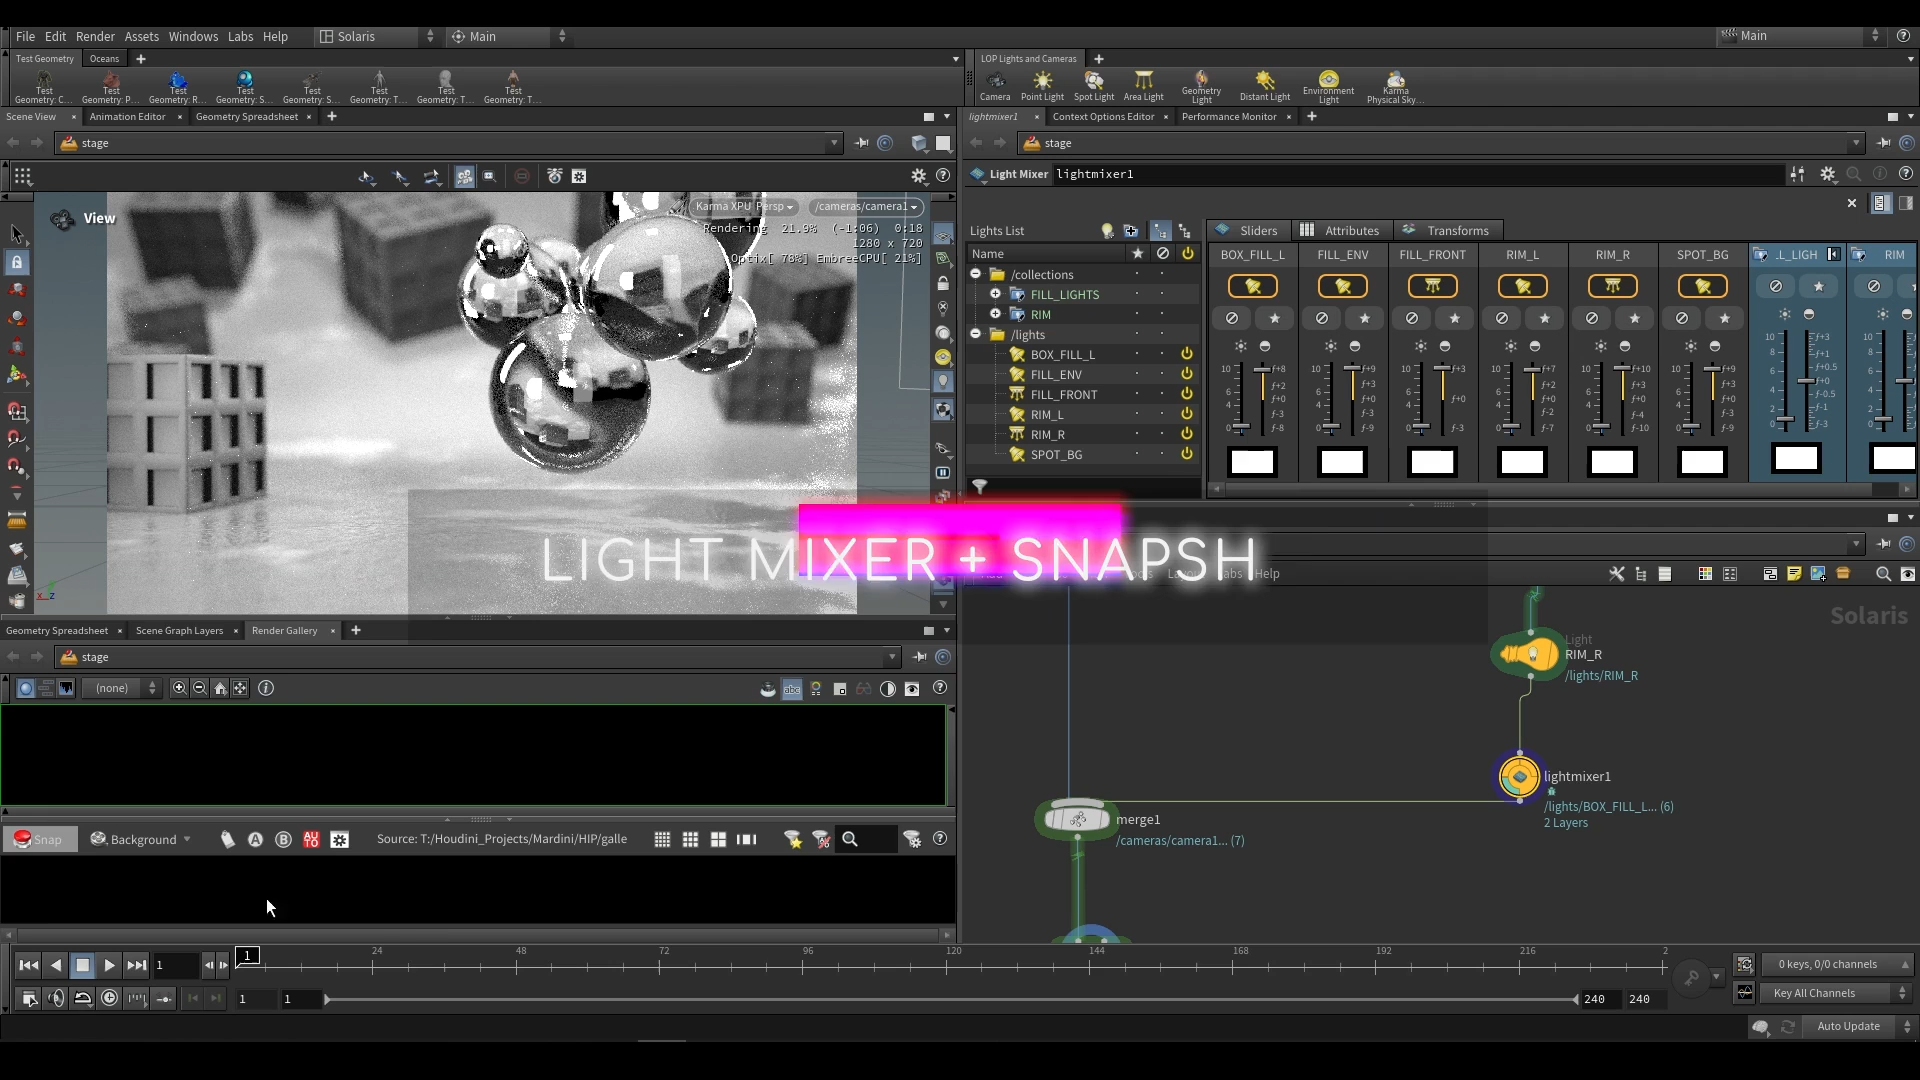 File Edit Render Assets Windows Labs Help Solaris Main Main
Test Geometry Oceans
LOP Lights and Cameras
Test Geometry: C... Test Geometry: P... Test Geometry: R... Test Geometry: S... Test Geometry: S... Test Geometry: T... Test Geometry: T... Test Geometry: T...
Camera Point Light Spot Light Area Light Geometry Light Distant Light Environment Light Karma Physical Sky...
Scene View Animation Editor Geometry Spreadsheet
lightmixer1 Context Options Editor Performance Monitor
stage
stage
Light Mixer lightmixer1
View
Karma XPU Persp /cameras/camera1
Rendering 21.9% (-1:06) 0:18
1280 x 720
Optix[ 78%] EmbreeCPU[ 21%]
Lights List
Name
/collections
FILL_LIGHTS
RIM
/lights
BOX_FILL_L
FILL_ENV
FILL_FRONT
RIM_L
RIM_R
SPOT_BG
Sliders Attributes Transforms
BOX_FILL_L FILL_ENV FILL_FRONT RIM_L RIM_R SPOT_BG ..L_LIGH RIM
LIGHT MIXER + SNAPSH
Help
Solaris
Light
RIM_R
/lights/RIM_R
lightmixer1
/lights/BOX_FILL_L... (6)
2 Layers
merge1
/cameras/camera1... (7)
Geometry Spreadsheet Scene Graph Layers Render Gallery
stage
(none)
abc
Snap Background A B AUTO Source: T:/Houdini_Projects/Mardini/HIP/galle
1 1 24 48 72 96 120 144 168 192 216 2
0 keys, 0/0 channels
1 1 240 240
Key All Channels
Auto Update